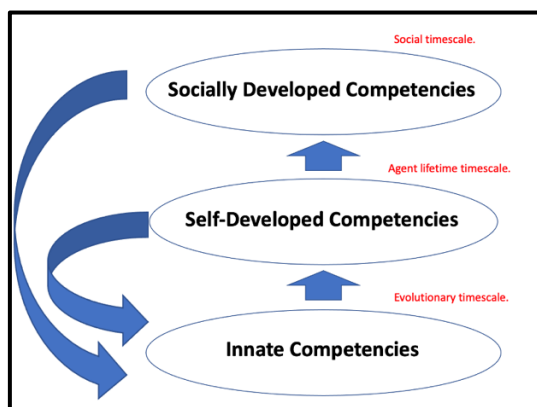 Social timescale.
Socially Developed Competencies
Agent lifetime timescale.
Self-Developed Competencies
Evolutionary timescale.
Innate Competencies